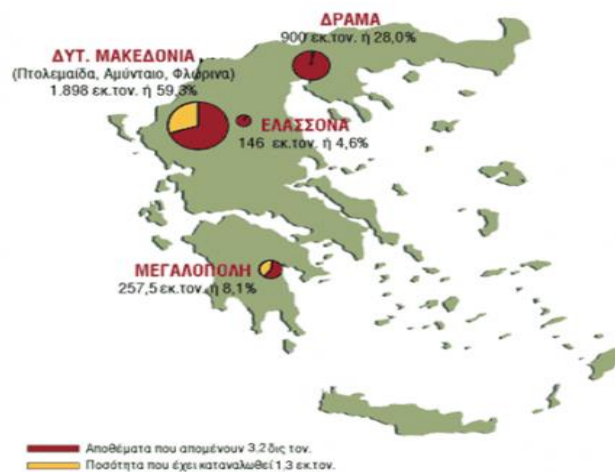 ΔΡΑΜΑ
900 εκ.τον. ή 28,0%
ΔΥΤ. ΜΑΚΕΔΟΝΙΑ
(Πτολεμαίδα, Αμύνταιο, Φλώρινα)
1.898 εκ.τον. ή 59,3%
ΕΛΑΣΣΟΝΑ
146 εκ.τον. ή 4,6%
ΜΕΓΑΛΟΠΟΛΗ
257,5 εκ.τον. ή 8,1%
Αποθέματα που απομένουν 3,2 δις τον.
Ποσότητα που έχει καταναλωθεί 1,3 εκ.τον.